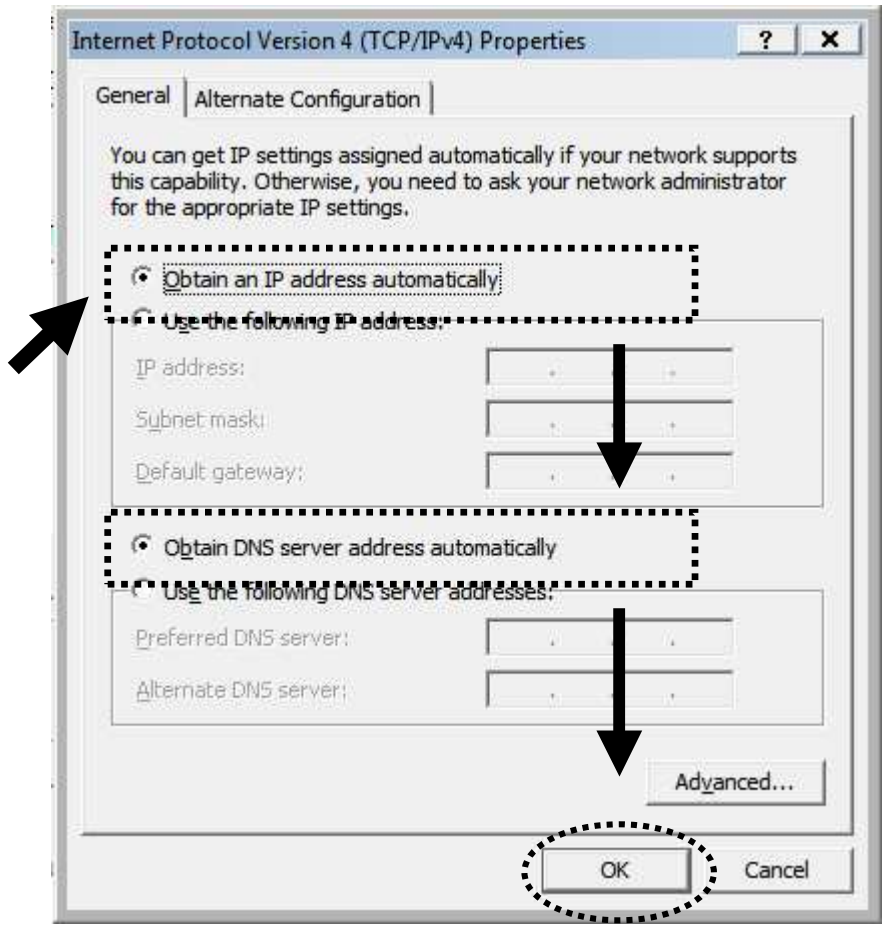 Internet Protocol Version 4 (TCP/IPv4) Properties
General Alternate Configuration
You can get IP settings assigned automatically if your network supports
this capability. Otherwise, you need to ask your network administrator
for the appropriate IP settings.
Obtain an IP address automatically
Use the following IP address:
IP address:
Subnet mask:
Default gateway:
Obtain DNS server address automatically
Use the following DNS server addresses:
Preferred DNS server:
Alternate DNS server:
Advanced...
OK Cancel